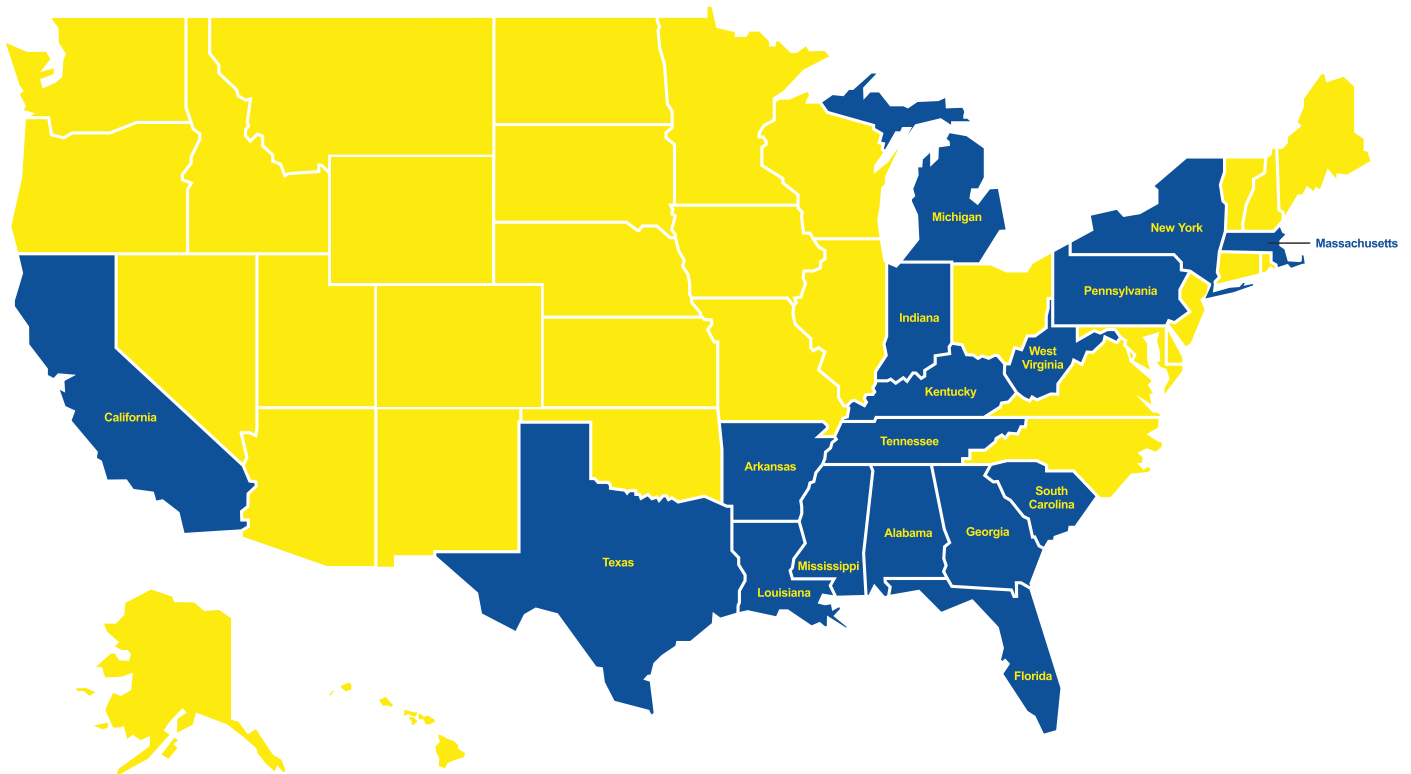 Michigan
New York
Massachusetts
Pennsylvania
Indiana
West
Virginia
Kentucky
California
Tennessee
Arkansas
South
Carolina
Georgia
Alabama
Texas
Mississippi
Louisiana
Florida